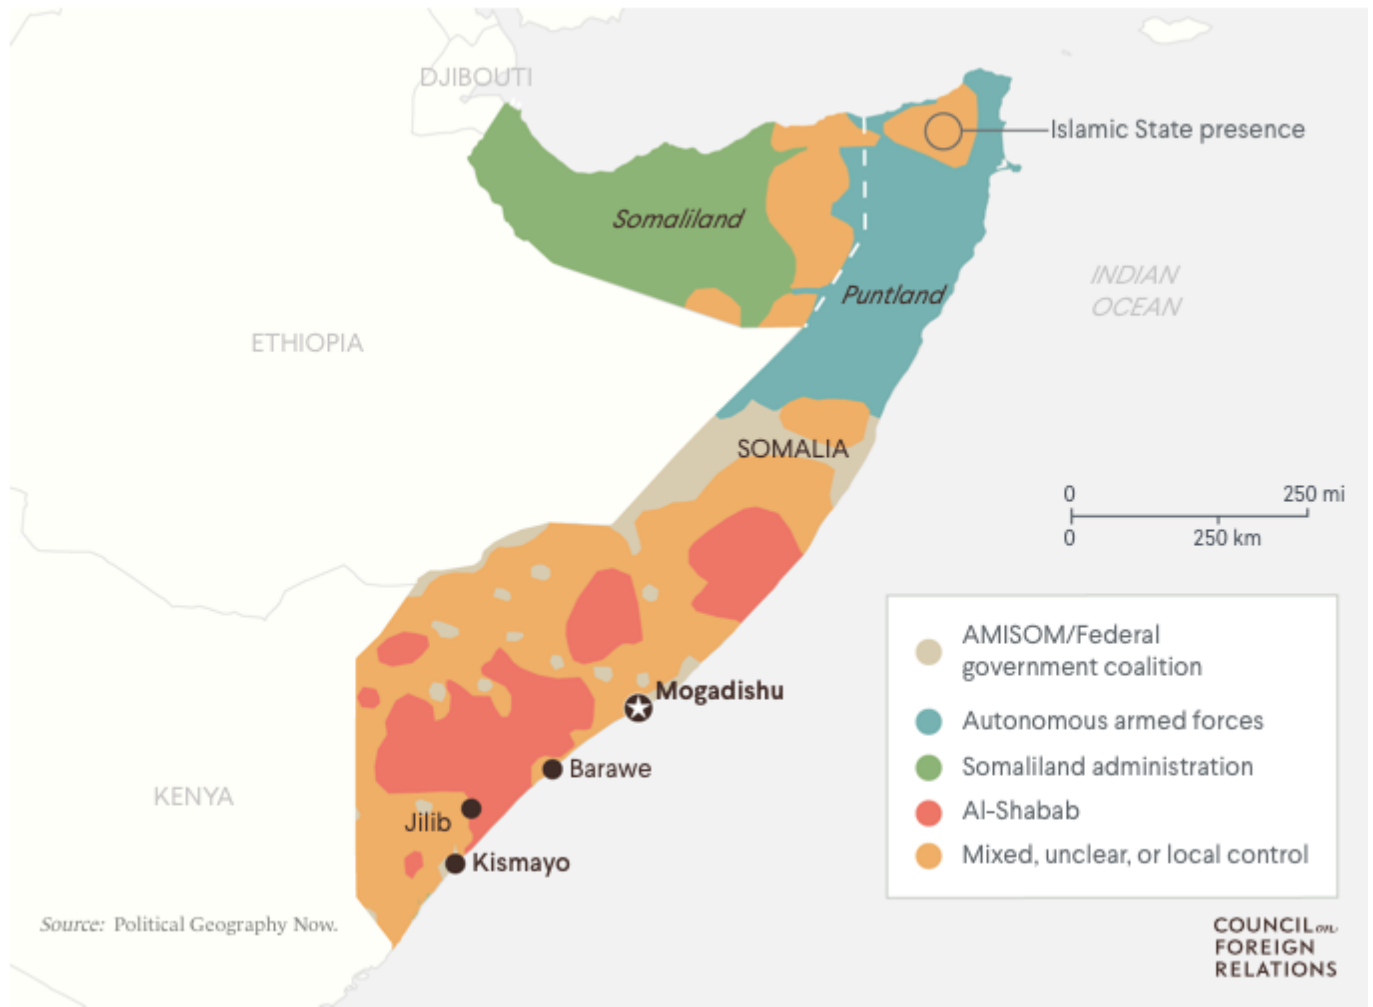 DJIBOUTI
Islamic State presence
Somaliland
INDIAN
OCEAN
Puntland
ETHIOPIA
SOMALIA
0 250 mi
0 250 km
AMISOM/Federal
government coalition
Autonomous armed forces
Somaliland administration
Al-Shabab
Mixed, unclear, or local control
Mogadishu
Barawe
KENYA
Jilib
Kismayo
Source: Political Geography Now.
COUNCIL on
FOREIGN
RELATIONS